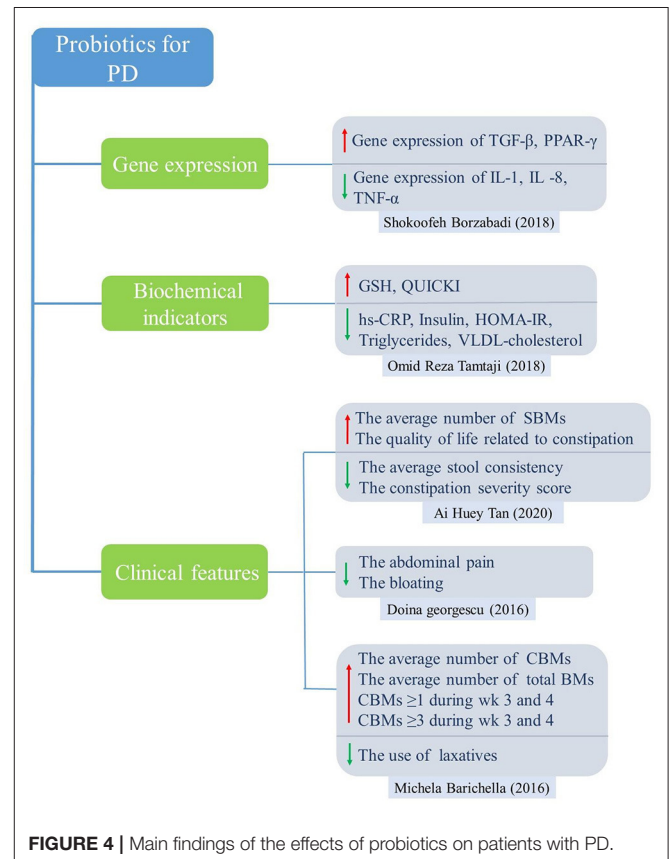 Probiotics for
PD
Gene expression
Gene expression of TGF-β, PPAR-γ
Gene expression of IL-1, IL -8,
TNF-α
Shokoofeh Borzabadi (2018)
Biochemical
indicators
GSH, QUICKI
hs-CRP, Insulin, HOMA-IR,
Triglycerides, VLDL-cholesterol
Omid Reza Tamtaji (2018)
Clinical features
The average number of SBMs
The quality of life related to constipation
The average stool consistency
The constipation severity score
Ai Huey Tan (2020)
The abdominal pain
The bloating
Doina georgescu (2016)
The average number of CBMs
The average number of total BMs
CBMs ≥1 during wk 3 and 4
CBMs ≥3 during wk 3 and 4
The use of laxatives
Michela Barichella (2016)
FIGURE 4 | Main findings of the effects of probiotics on patients with PD.